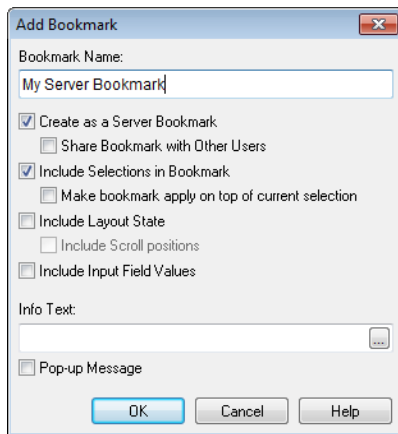 Add Bookmark
Bookmark Name:
My Server Bookmark
Create as a Server Bookmark
Share Bookmark with Other Users
Include Selections in Bookmark
Make bookmark apply on top of current selection
Include Layout State
Include Scroll positions
Include Input Field Values
Info Text:
...
Pop-up Message
OK Cancel Help